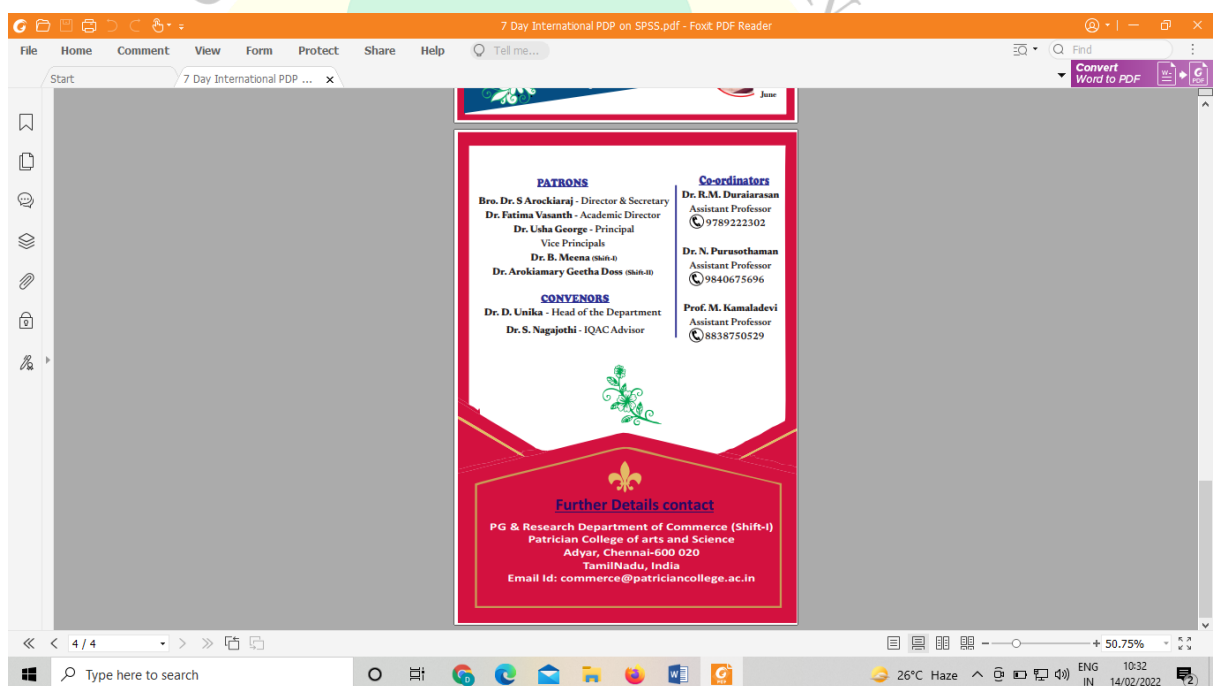 7 Day International PDP on SPSS.pdf - Foxit PDF Reader
File Home Comment View Form Protect Share Help Tell me... Find
Start 7 Day International PDP ... x
Convert
Word to PDF
June
PATRONS
Bro. Dr. S Arockiaraj - Director & Secretary
Dr. Fatima Vasanth - Academic Director
Dr. Usha George - Principal
Vice Principals
Dr. B. Meena (Shift-I)
Dr. Arokiamary Geetha Doss (Shift-II)
CONVENORS
Dr. D. Unika - Head of the Department
Dr. S. Nagajothi - IQAC Advisor
Co-ordinators
Dr. R.M. Duraiarasan
Assistant Professor
9789222302
Dr. N. Purusothaman
Assistant Professor
9840675696
Prof. M. Kamaladevi
Assistant Professor
8838750529
Further Details contact
PG & Research Department of Commerce (Shift-I)
Patrician College of arts and Science
Adyar, Chennai-600 020
TamilNadu, India
Email Id: commerce@patriciancollege.ac.in
4 / 4
50.75%
Type here to search
26°C Haze
ENG
IN
10:32
14/02/2022
2